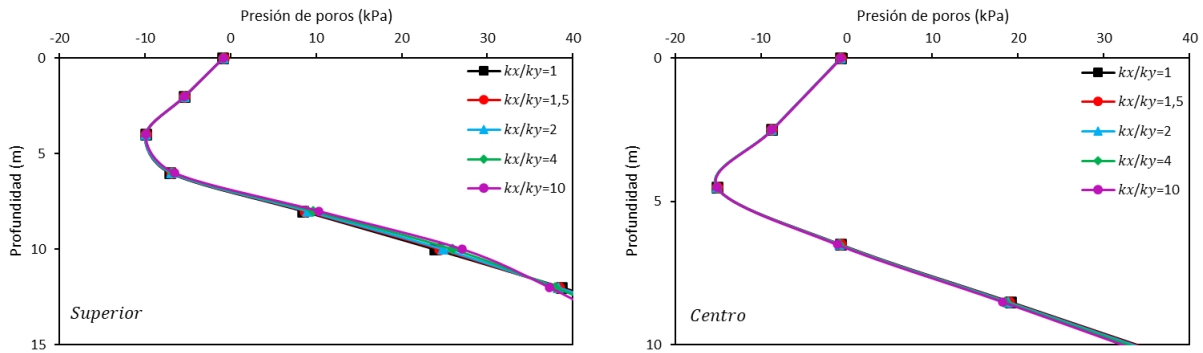 Presión de poros (kPa)
-20 -10 0 10 20 30 40
0
5
10
15
Profundidad (m)
kx/ky=1
kx/ky=1,5
kx/ky=2
kx/ky=4
kx/ky=10
Superior
Presión de poros (kPa)
-20 -10 0 10 20 30 40
0
5
10
Profundidad (m)
kx/ky=1
kx/ky=1,5
kx/ky=2
kx/ky=4
kx/ky=10
Centro